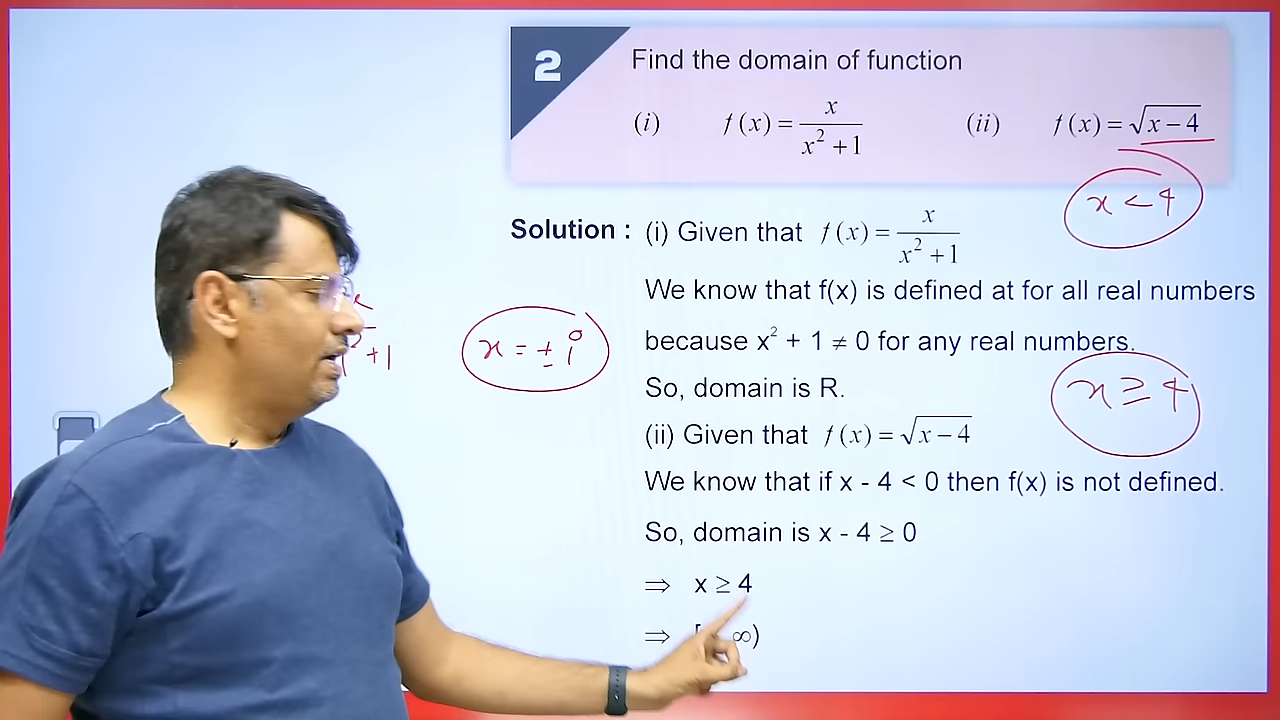 2
Find the domain of function
(i) f(x) = x / (x² + 1) (ii) f(x) = √(x − 4)
x < 4
Solution : (i) Given that f(x) = x / (x² + 1)
We know that f(x) is defined at for all real numbers
because x² + 1 ≠ 0 for any real numbers.
+1
x = ± i
So, domain is R.
x ≥ 4
(ii) Given that f(x) = √(x − 4)
We know that if x - 4 < 0 then f(x) is not defined.
So, domain is x - 4 ≥ 0
⇒ x ≥ 4
⇒ [ ∞)